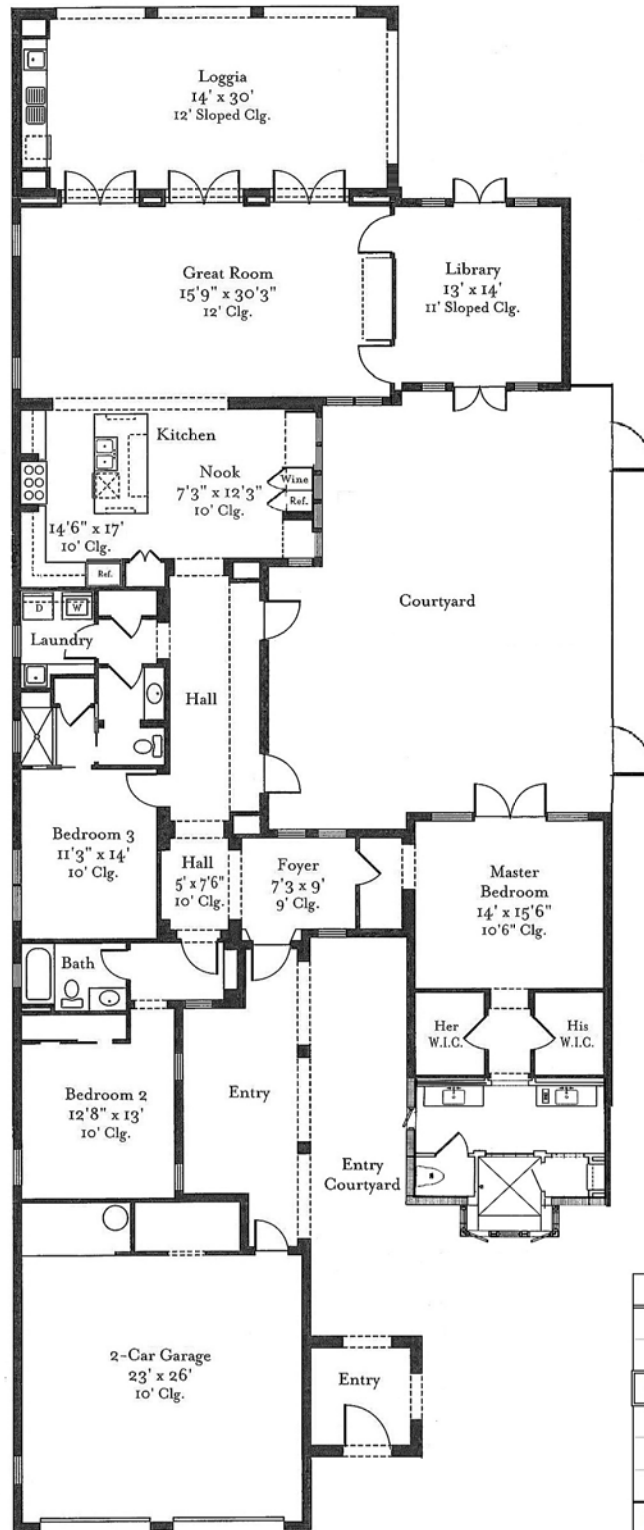 Loggia
14' x 30'
12' Sloped Clg.
Great Room
15'9" x 30'3"
12' Clg.
Library
13' x 14'
11' Sloped Clg.
Kitchen
Nook
7'3" x 12'3"
10' Clg.
Wine
Ref.
14'6" x 17'
10' Clg.
Ref.
D
W
Laundry
Courtyard
Hall
Bedroom 3
11'3" x 14'
10' Clg.
Hall
5' x 7'6"
10' Clg.
Foyer
7'3 x 9'
9' Clg.
Master
Bedroom
14' x 15'6"
10'6" Clg.
Bath
Her
W.I.C.
His
W.I.C.
Bedroom 2
12'8" x 13'
10' Clg.
Entry
Entry
Courtyard
2-Car Garage
23' x 26'
10' Clg.
Entry